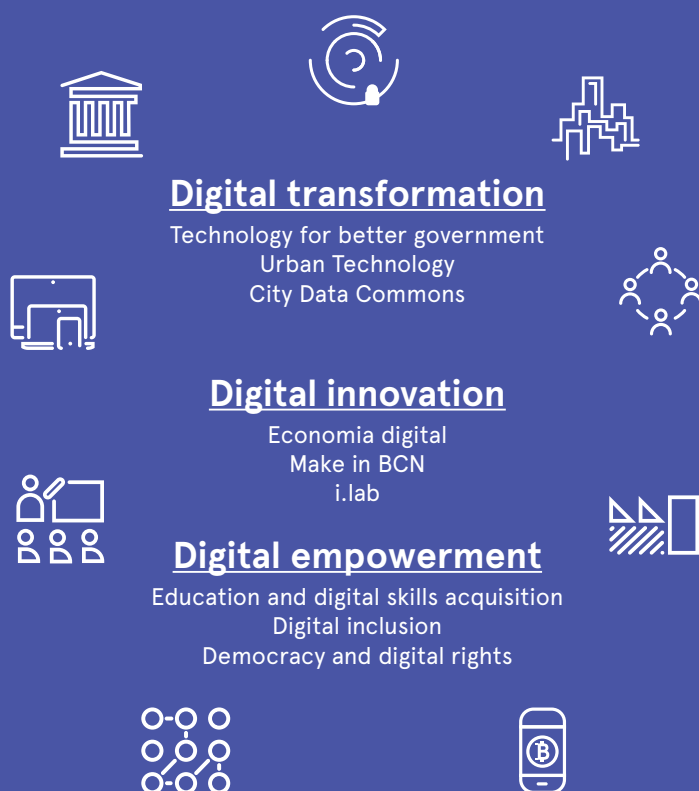 Digital transformation
Technology for better government
Urban Technology
City Data Commons
Digital innovation
Economia digital
Make in BCN
i.lab
Digital empowerment
Education and digital skills acquisition
Digital inclusion
Democracy and digital rights